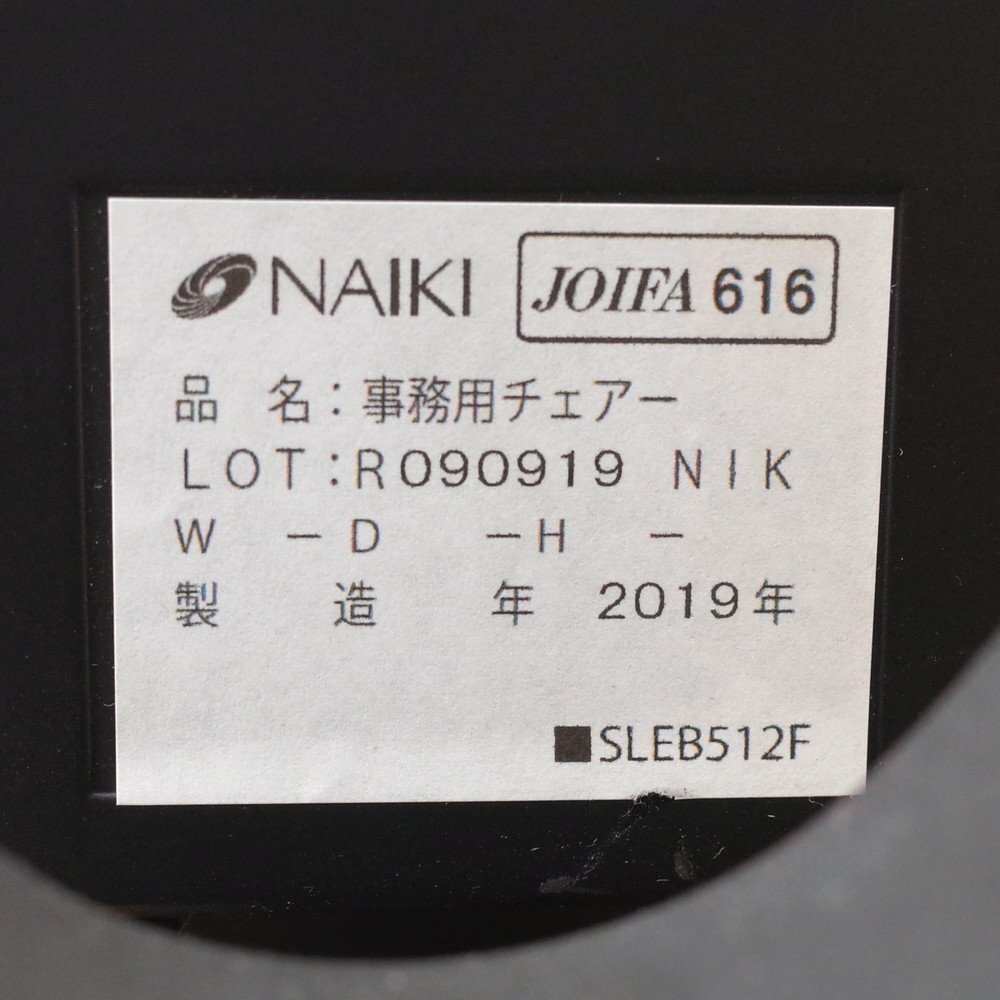 NAIKI JOIFA 616
品 名：事務用チェアー
LOT:R090919 NIK
W －D －H －
製 造 年 2019年
■SLEB512F